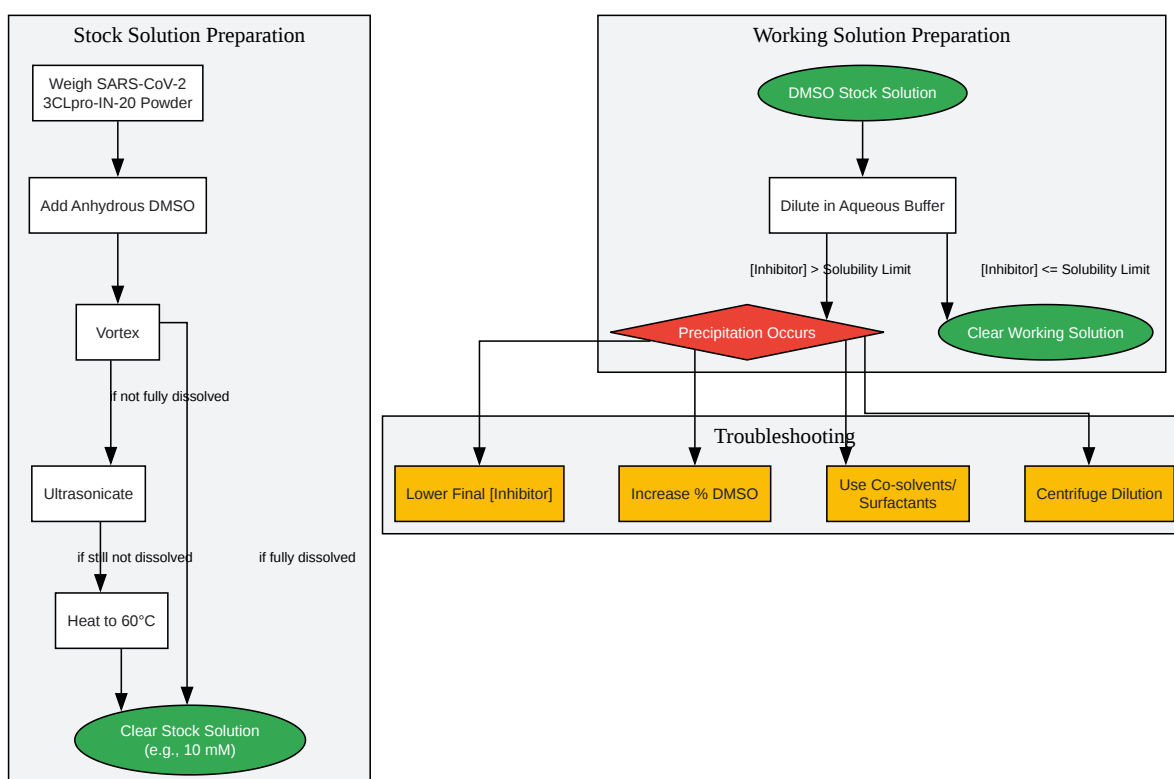 Stock Solution Preparation
Weigh SARS-CoV-2
3CLpro-IN-20 Powder
Add Anhydrous DMSO
Vortex
if not fully dissolved
Ultrasonicate
if still not dissolved
if fully dissolved
Heat to 60°C
Clear Stock Solution
(e.g., 10 mM)
Working Solution Preparation
DMSO Stock Solution
Dilute in Aqueous Buffer
[Inhibitor] > Solubility Limit
[Inhibitor] <= Solubility Limit
Precipitation Occurs
Clear Working Solution
Troubleshooting
Lower Final [Inhibitor]
Increase % DMSO
Use Co-solvents/
Surfactants
Centrifuge Dilution